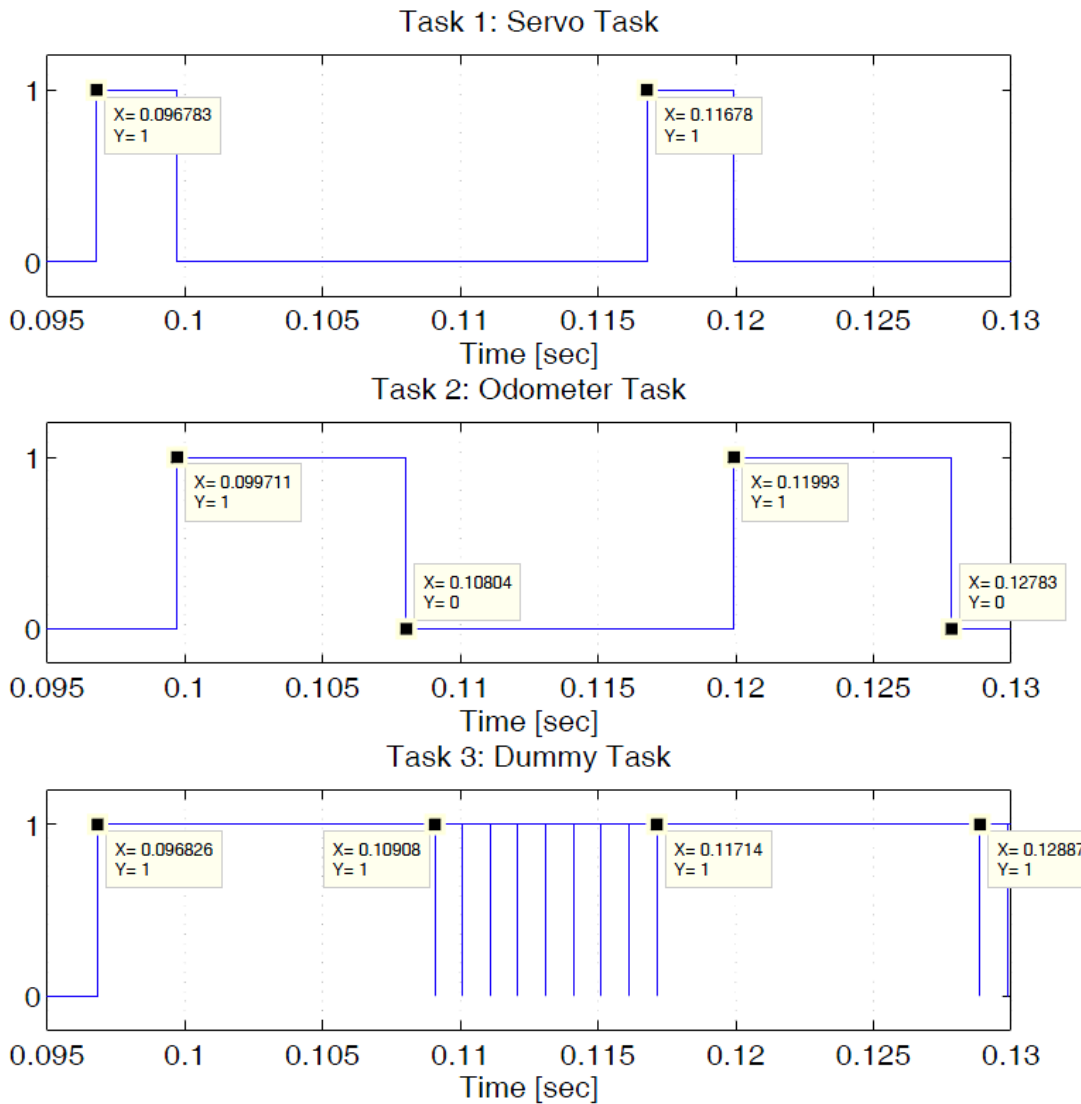 Task 1: Servo Task
1
X= 0.096783
Y= 1
X= 0.11678
Y= 1
0
0.095 0.1 0.105 0.11 0.115 0.12 0.125 0.13
Time [sec]
Task 2: Odometer Task
1
X= 0.099711
Y= 1
X= 0.11993
Y= 1
X= 0.10804
Y= 0
X= 0.12783
Y= 0
0
0.095 0.1 0.105 0.11 0.115 0.12 0.125 0.13
Time [sec]
Task 3: Dummy Task
1
X= 0.096826
Y= 1
X= 0.10908
Y= 1
X= 0.11714
Y= 1
X= 0.12887
Y= 1
0
0.095 0.1 0.105 0.11 0.115 0.12 0.125 0.13
Time [sec]